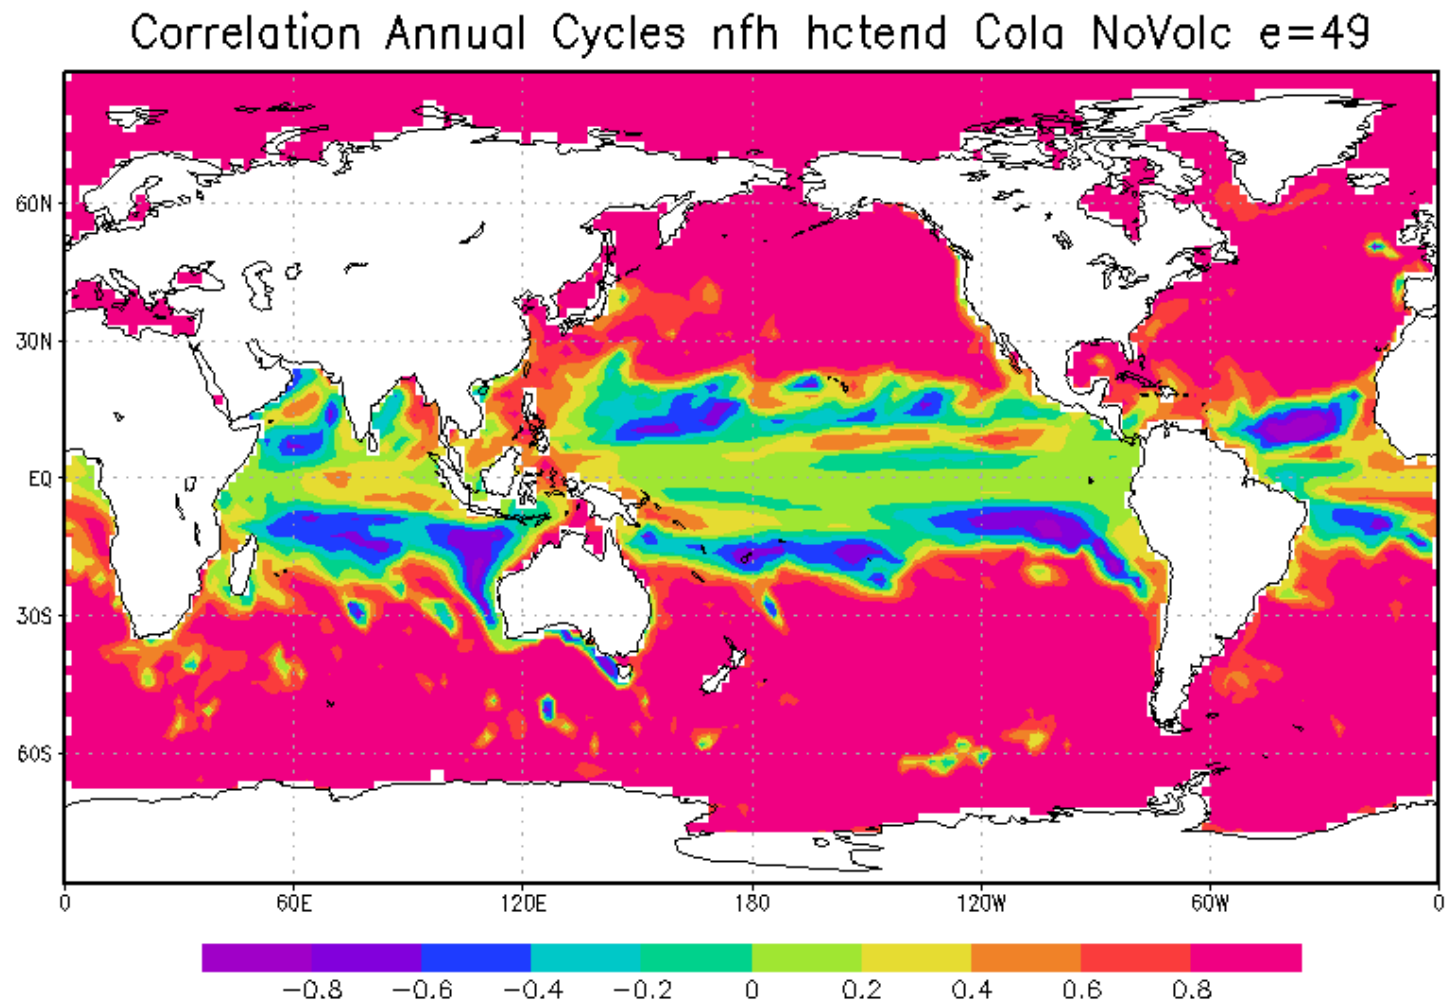 Correlation Annual Cycles nfh hctend Cola NoVolc e=49
60N
30N
EQ
30S
60S
0 60E 120E 180 120W 60W 0
−0.8 −0.6 −0.4 −0.2 0 0.2 0.4 0.6 0.8